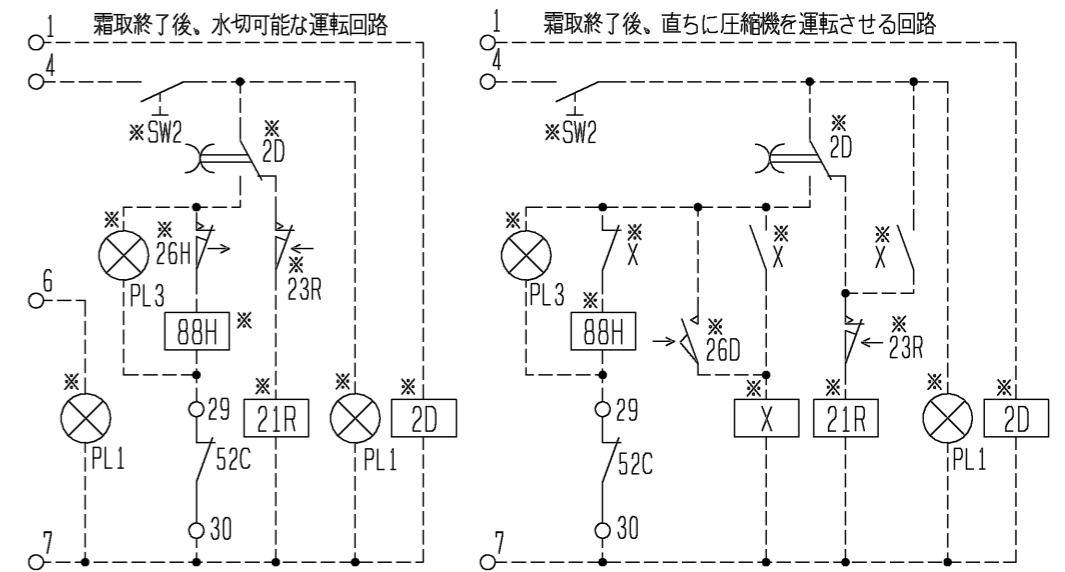 霜取終了後、水切可能な運転回路
1
4
※SW2
※
2D
※
PL3
※
26H
※
23R
6
88H ※
※
PL1
29
52C
30
※
21R
※
PL1
※
2D
7
霜取終了後、直ちに圧縮機を運転させる回路
1
4
※SW2
※
2D
※
PL3
※
X
※
X
※
X
※
88H
※
26D
※
23R
29
52C
30
※
X
※
21R
※
PL1
※
2D
7